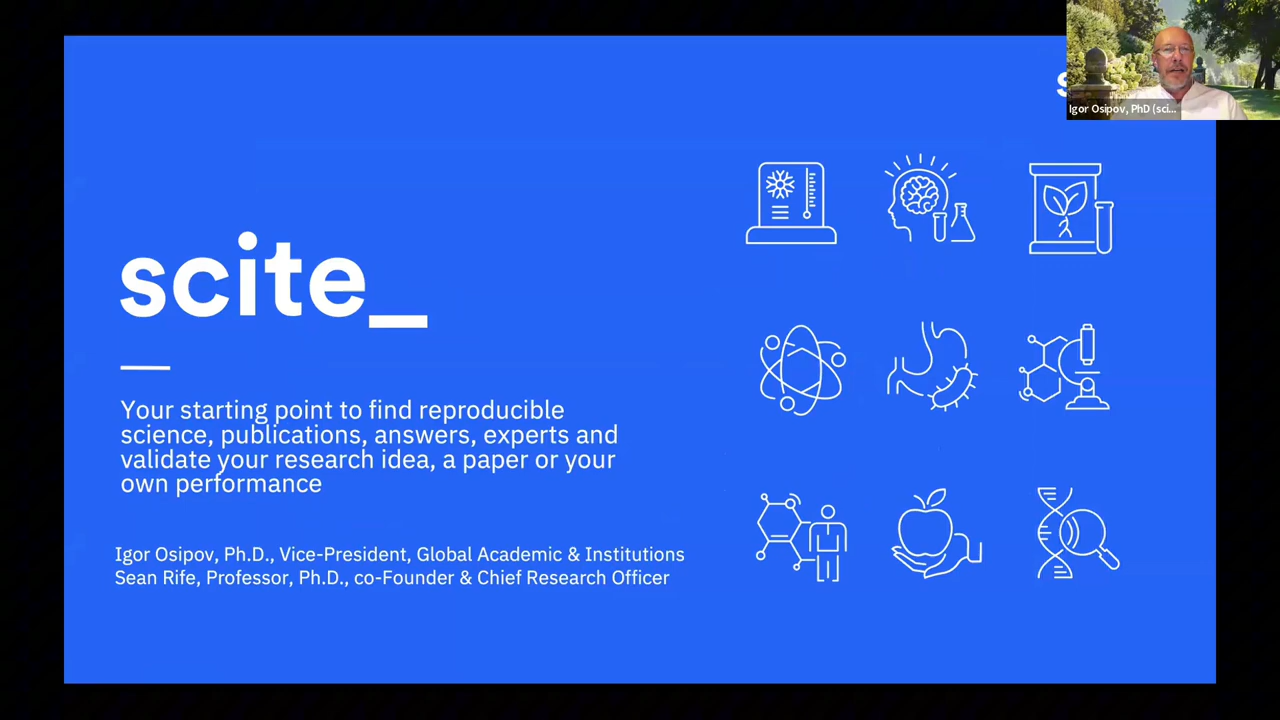 scite_
Your starting point to find reproducible
science, publications, answers, experts and
validate your research idea, a paper or your
own performance
Igor Osipov, Ph.D., Vice-President, Global Academic & Institutions
Sean Rife, Professor, Ph.D., co-Founder & Chief Research Officer
Igor Osipov, PhD (sci...